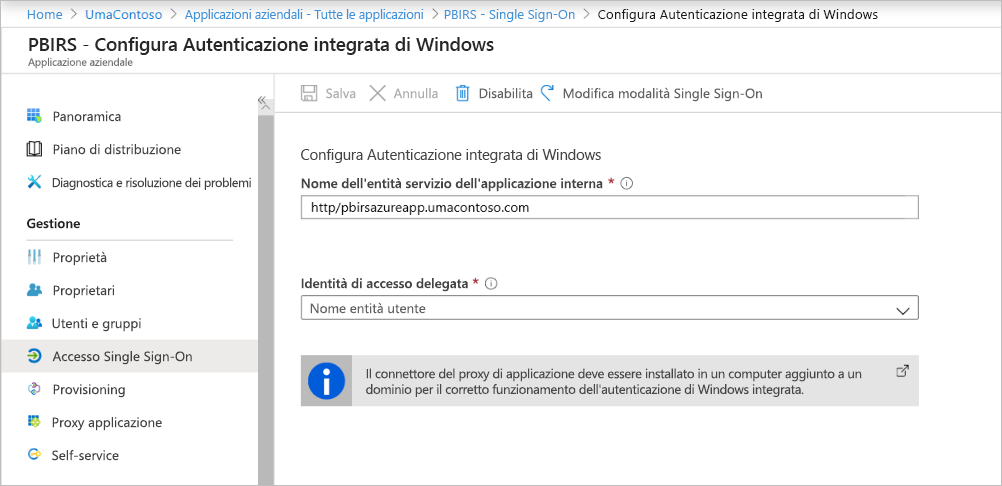 Home > UmaContoso > Applicazioni aziendali - Tutte le applicazioni > PBIRS - Single Sign-On > Configura Autenticazione integrata di Windows
PBIRS - Configura Autenticazione integrata di Windows
Applicazione aziendale
Panoramica
Piano di distribuzione
Diagnostica e risoluzione dei problemi
Gestione
Proprietà
Proprietari
Utenti e gruppi
Accesso Single Sign-On
Provisioning
Proxy applicazione
Self-service
Salva Annulla Disabilita Modifica modalità Single Sign-On
Configura Autenticazione integrata di Windows
Nome dell'entità servizio dell'applicazione interna *
http/pbirsazureapp.umacontoso.com
Identità di accesso delegata *
Nome entità utente
Il connettore del proxy di applicazione deve essere installato in un computer aggiunto a un
dominio per il corretto funzionamento dell'autenticazione di Windows integrata.